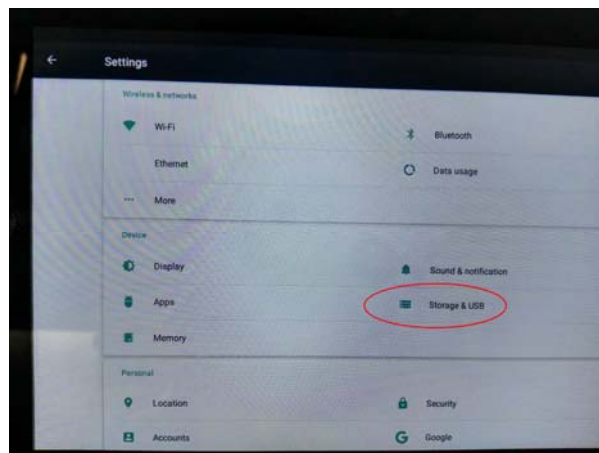 Settings
Wireless & networks
Wi-Fi
Bluetooth
Ethernet
Data usage
More
Device
Display
Sound & notification
Apps
Storage & USB
Memory
Personal
Location
Security
Accounts
Google